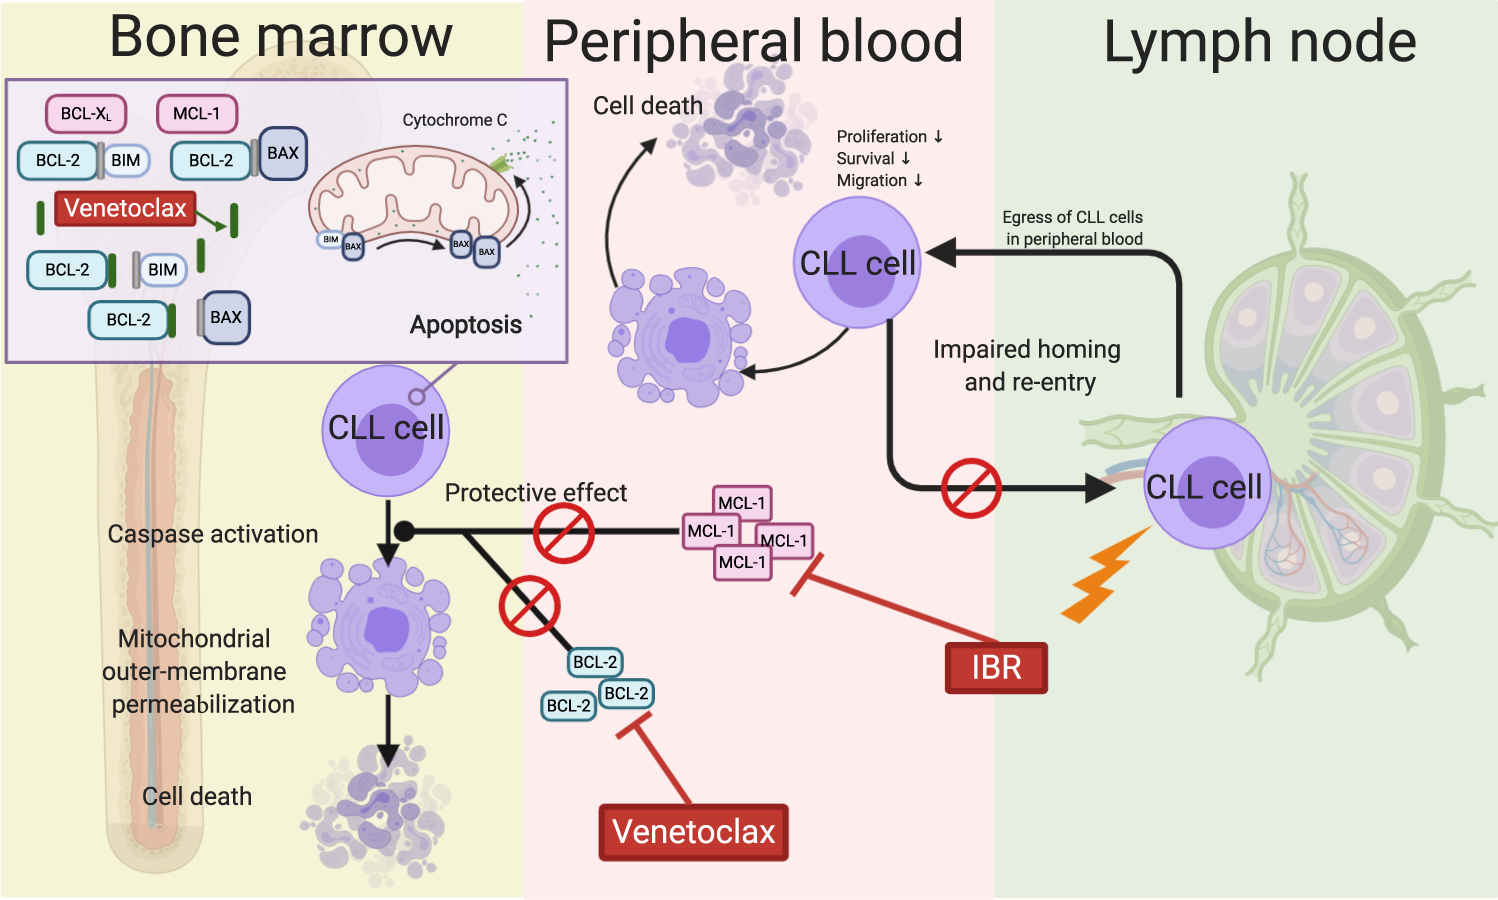 Bone marrow
Peripheral blood
Lymph node
BCL-XL
MCL-1
BCL-2
BIM
BCL-2
BAX
Venetoclax
BCL-2
BIM
BCL-2
BAX
Cytochrome C
BIM
BAX
BAX
BAX
Apoptosis
CLL cell
Caspase activation
Mitochondrial
outer-membrane
permeabilization
Cell death
Cell death
Proliferation ↓
Survival ↓
Migration ↓
CLL cell
Egress of CLL cells
in peripheral blood
Impaired homing
and re-entry
CLL cell
Protective effect
MCL-1
MCL-1
MCL-1
MCL-1
BCL-2
BCL-2
BCL-2
IBR
Venetoclax